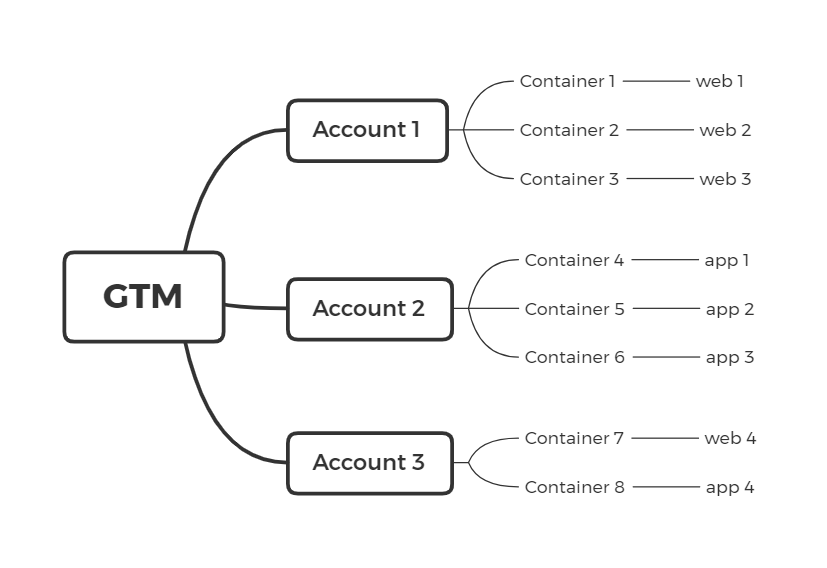 GTM
Account 1
Container 1 web 1
Container 2 web 2
Container 3 web 3
Account 2
Container 4 app 1
Container 5 app 2
Container 6 app 3
Account 3
Container 7 web 4
Container 8 app 4